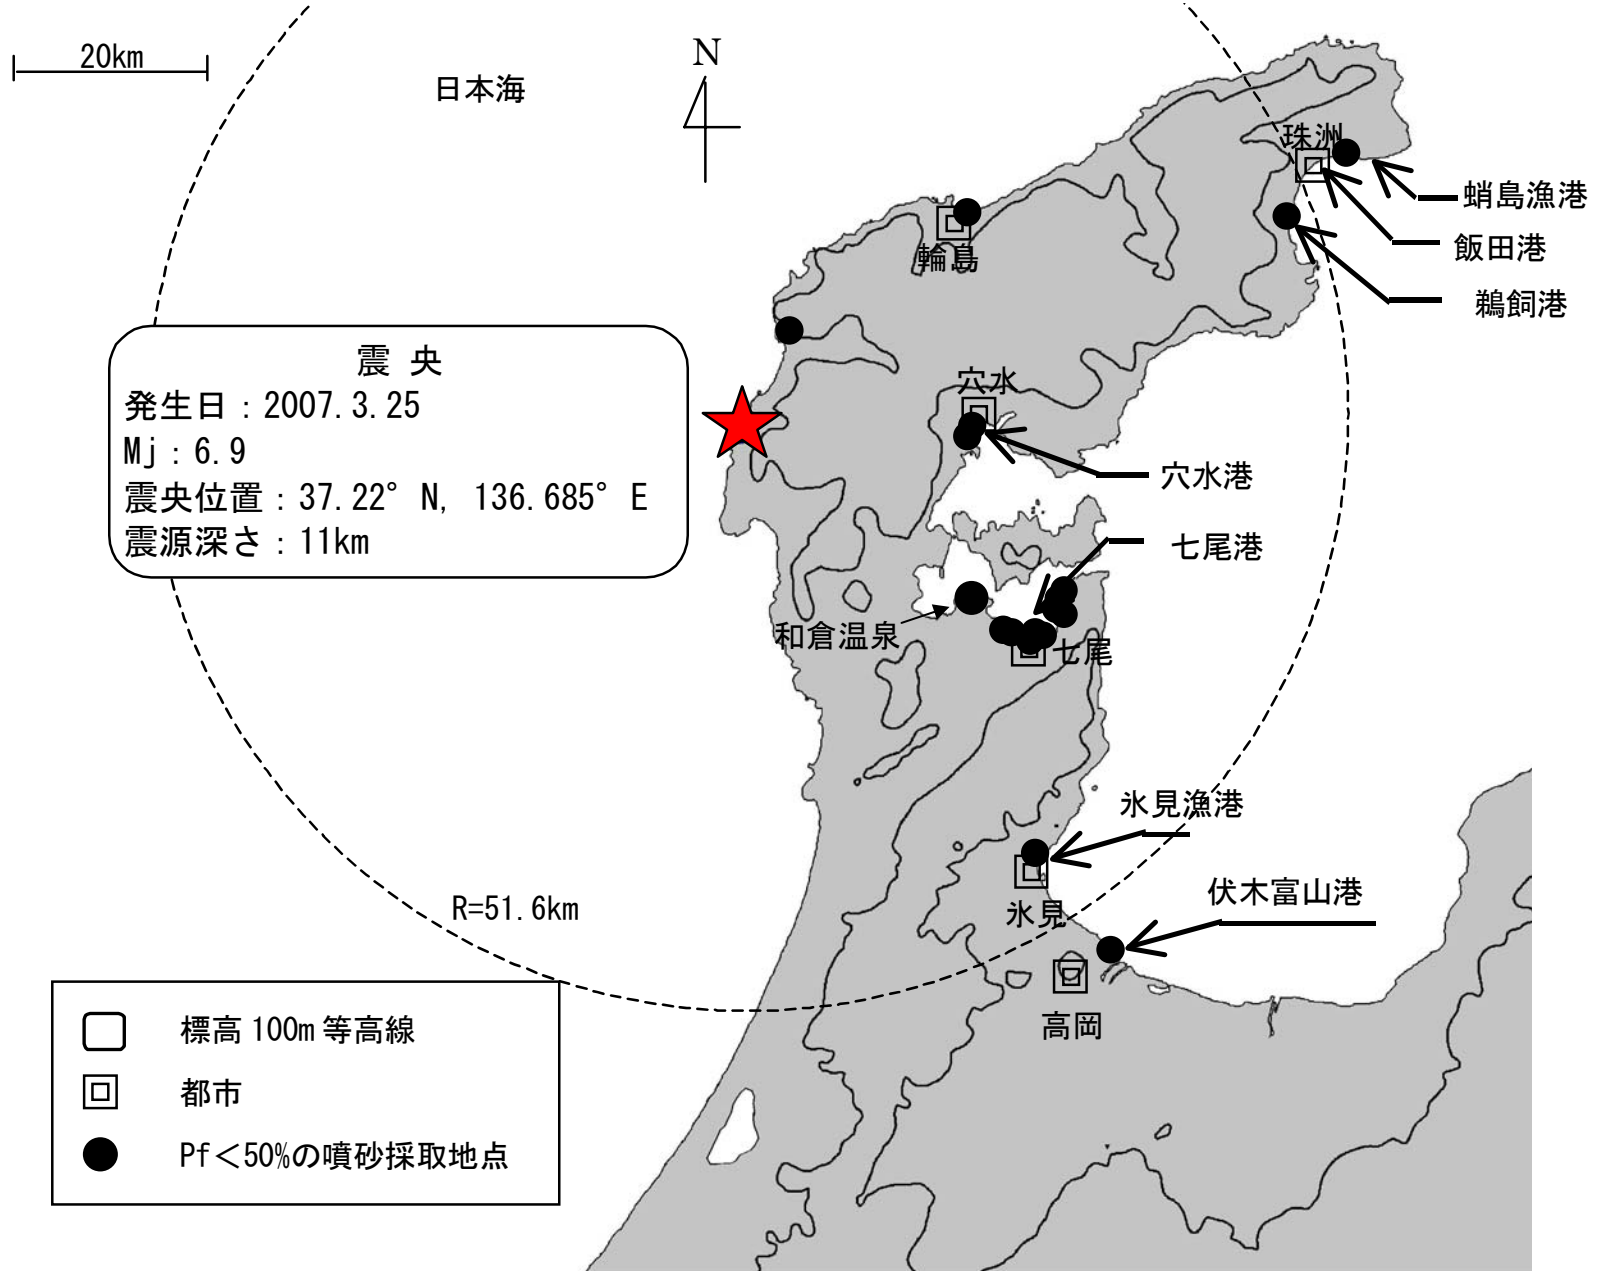 20km
日本海
N
珠洲
蛸島漁港
飯田港
鵜飼港
輪島
震 央
発生日：2007.3.25
Mj：6.9
震央位置：37.22° N, 136.685° E
震源深さ：11km
穴水
穴水港
七尾港
和倉温泉
七尾
氷見漁港
伏木富山港
氷見
R=51.6km
高岡
標高 100m 等高線
都市
Pf＜50%の噴砂採取地点